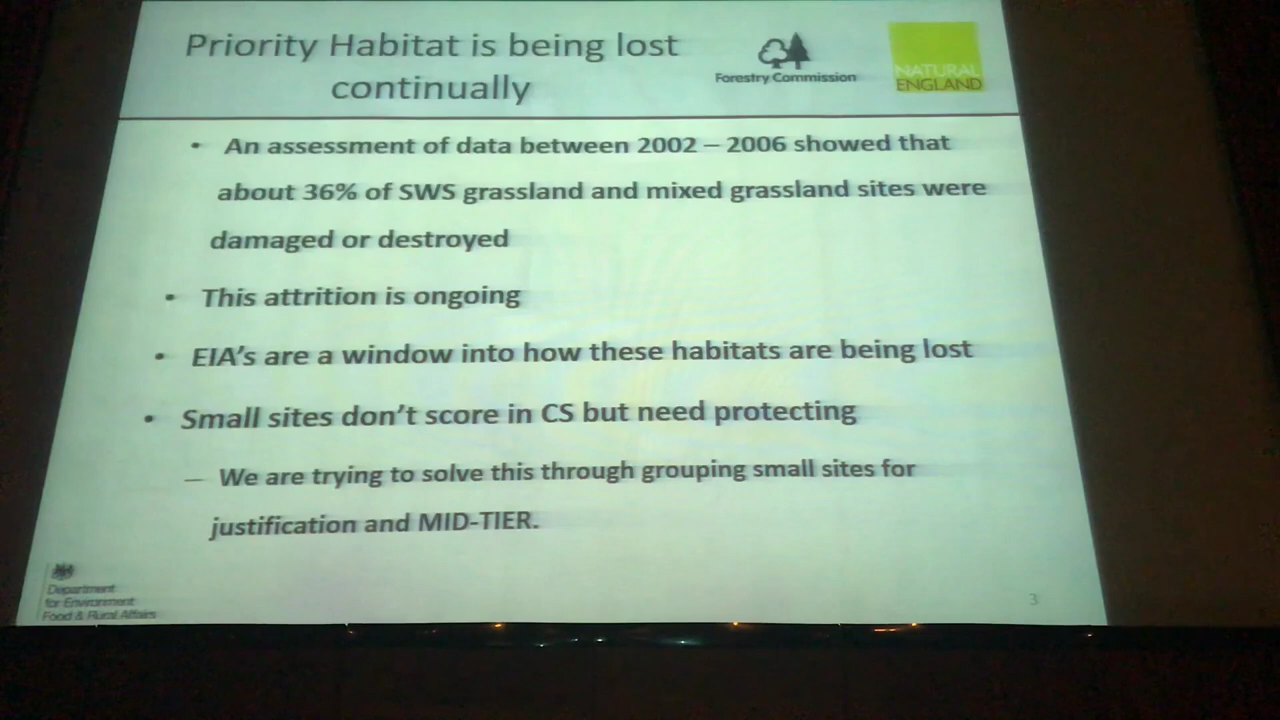 Priority Habitat is being lost
continually
Forestry Commission
NATURAL
ENGLAND
• An assessment of data between 2002 – 2006 showed that
about 36% of SWS grassland and mixed grassland sites were
damaged or destroyed
• This attrition is ongoing
• EIA's are a window into how these habitats are being lost
• Small sites don't score in CS but need protecting
– We are trying to solve this through grouping small sites for
justification and MID-TIER.
Department
for Environment
Food & Rural Affairs
3